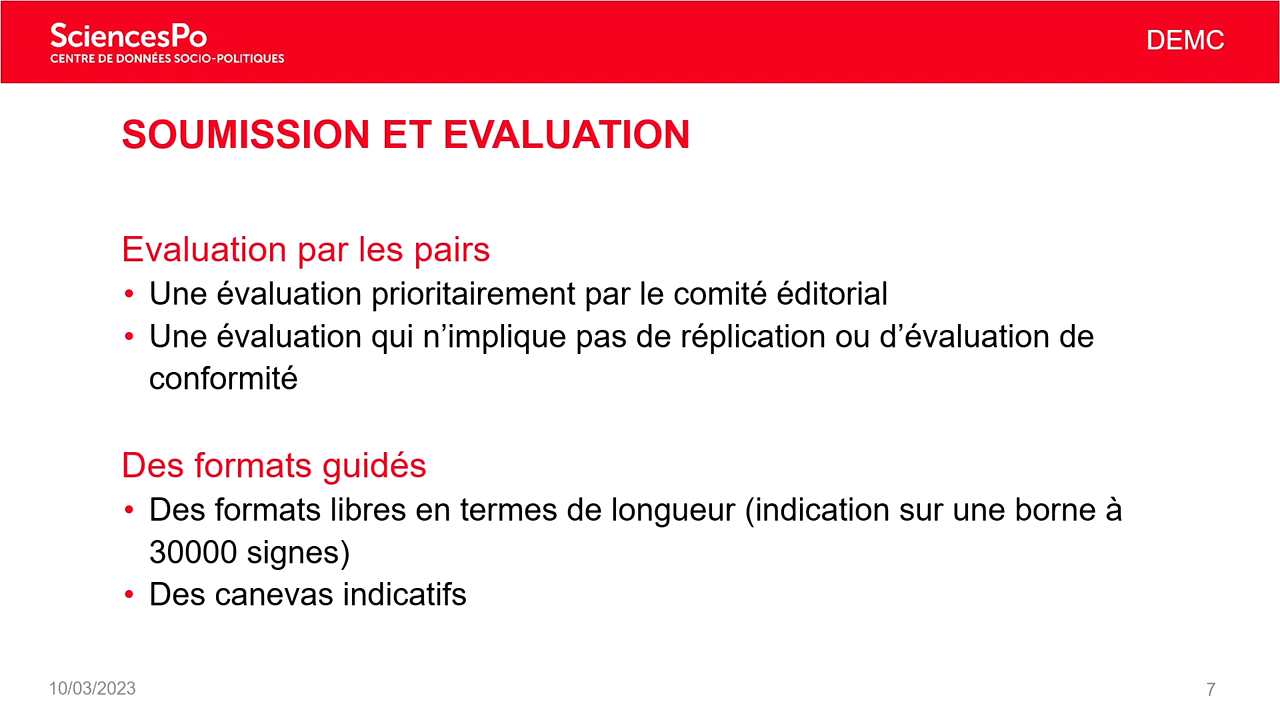 SciencesPo
CENTRE DE DONNÉES SOCIO-POLITIQUES
DEMC
SOUMISSION ET EVALUATION
Evaluation par les pairs
• Une évaluation prioritairement par le comité éditorial
• Une évaluation qui n’implique pas de réplication ou d’évaluation de
conformité
Des formats guidés
• Des formats libres en termes de longueur (indication sur une borne à
30000 signes)
• Des canevas indicatifs
10/03/2023
7